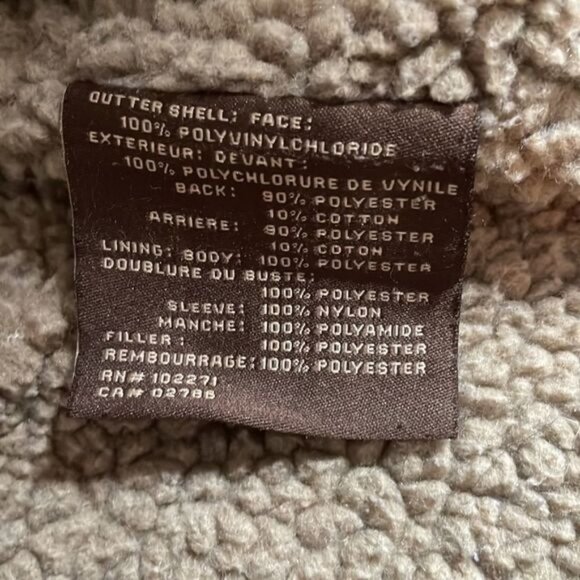 OUTTER SHELL: FACE:
100% POLYVINYLCHLORIDE
EXTERIEUR: DEVANT:
100% POLYCHLORURE DE VYNILE
BACK: 90% POLYESTER
10% COTTON
ARRIERE: 90% POLYESTER
10% COTON
LINING: BODY: 100% POLYESTER
DOUBLURE DU BUSTE:
100% POLYESTER
SLEEVE: 100% NYLON
MANCHE: 100% POLYAMIDE
FILLER : 100% POLYESTER
REMBOURRAGE: 100% POLYESTER
RN# 102271
CA# 02788